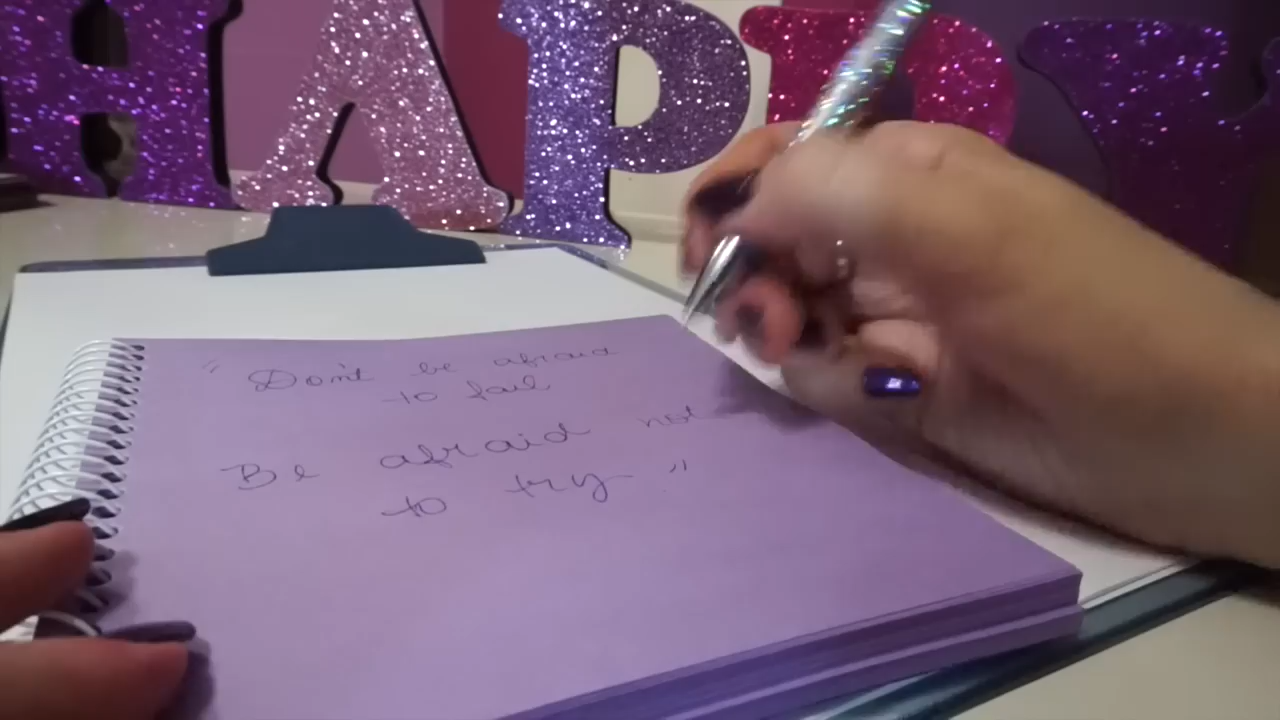 HAPPY
" Don't be afraid
to fail
Be afraid not
to try "